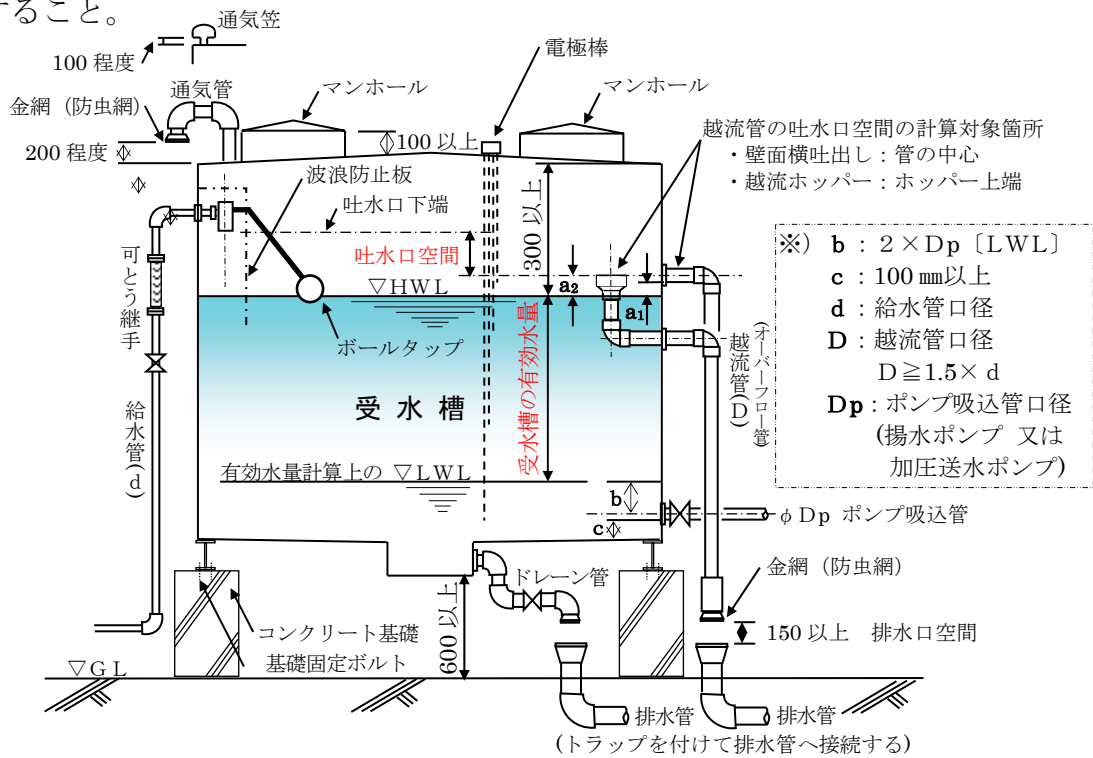 すること。
通気笠
100 程度
電極棒
通気管
マンホール
マンホール
金網 (防虫網)
200 程度
100 以上
越流管の吐水口空間の計算対象箇所
・壁面横吐出し：管の中心
・越流ホッパー：ホッパー上端
波浪防止板
吐水口下端
吐水口空間
300 以上
▽HWL
a₂
a₁
可とう継手
ボールタップ
受水槽の有効水量
越流管(D)
(オーバーフロー管)
※) b : 2×Dp〔LWL〕
c : 100 ㎜以上
d : 給水管口径
D : 越流管口径
D≧1.5× d
Dp : ポンプ吸込管口径
(揚水ポンプ 又は
加圧送水ポンプ)
受 水 槽
給水管(d)
有効水量計算上の ▽LWL
b
c
φ Dp ポンプ吸込管
ドレーン管
金網 (防虫網)
600 以上
150 以上 排水口空間
コンクリート基礎
基礎固定ボルト
▽GL
排水管
排水管
(トラップを付けて排水管へ接続する)